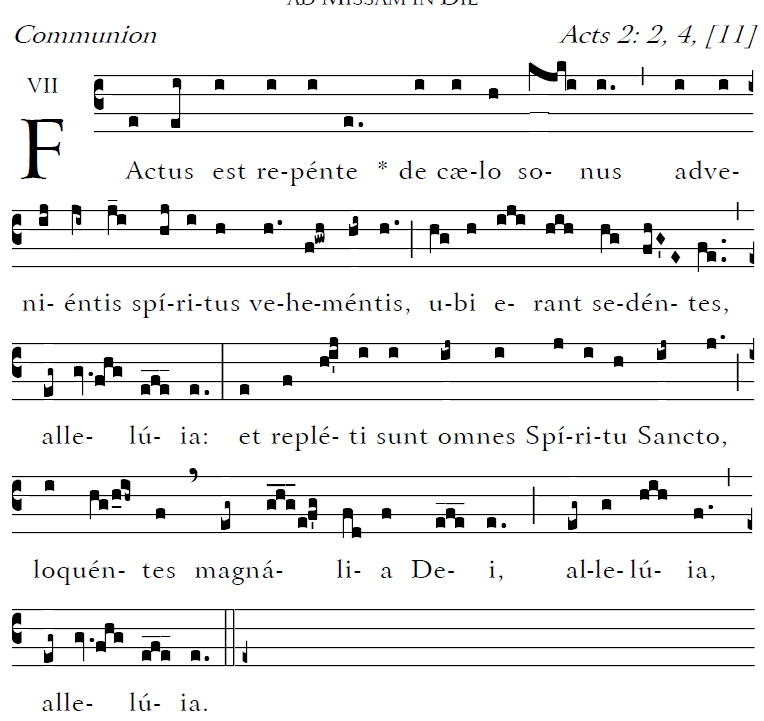 AD MISSAM IN DIE
Communion Acts 2: 2, 4, [11]
VII
FActus est re-pénte * de cæ-lo so- nus adve-
ni- éntis spí-ri-tus ve-he-méntis, u-bi e- rant se-dén- tes,
alle- lú- ia: et replé- ti sunt omnes Spí-ri-tu Sancto,
loquén- tes magná- li- a De- i, al-le-lú- ia,
alle- lú- ia.